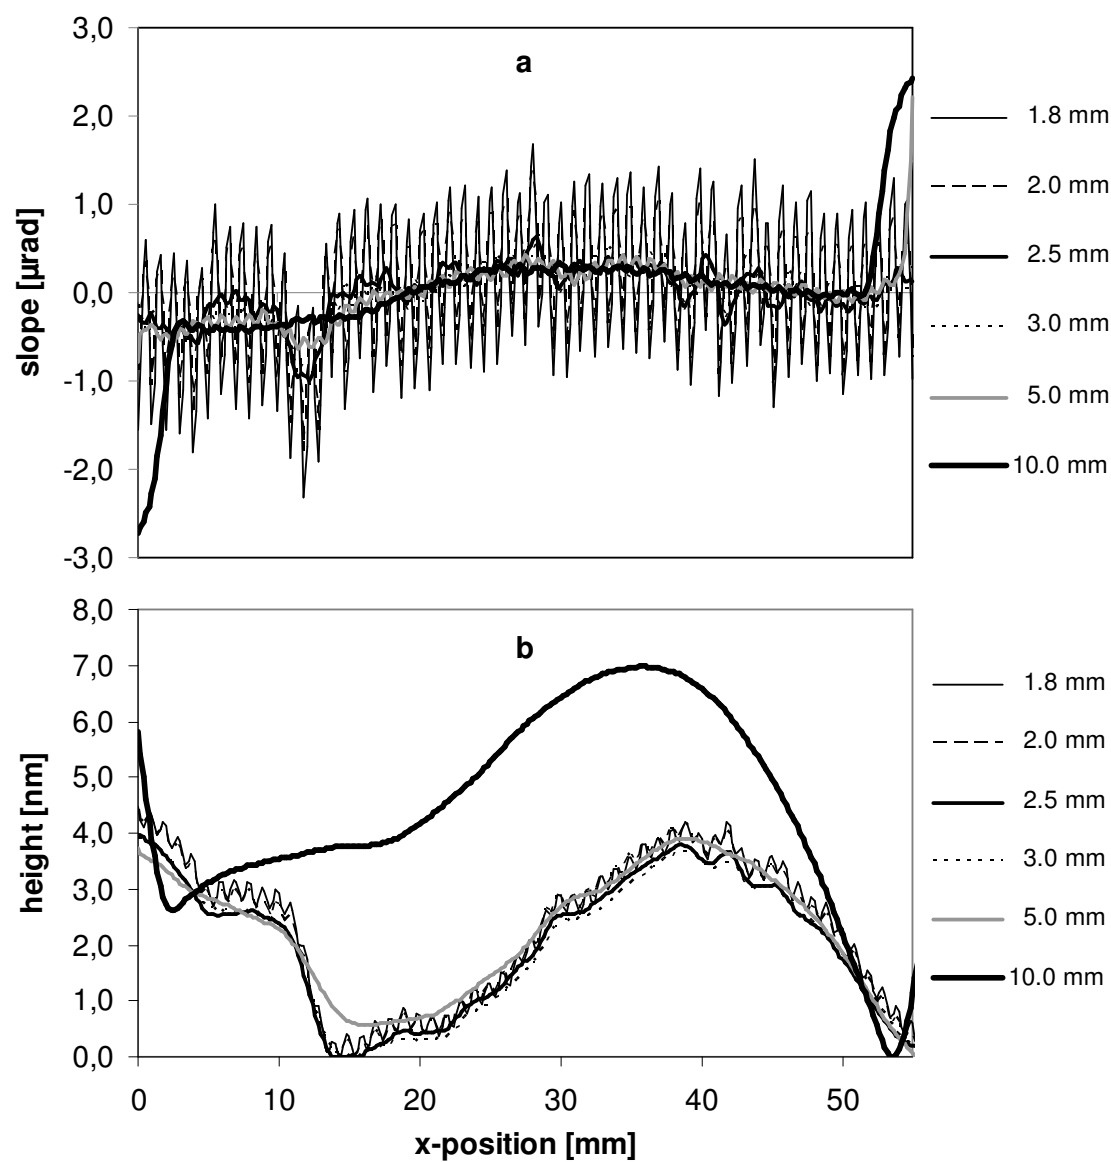 3,0
a
2,0
1.8 mm
2.0 mm
1,0
2.5 mm
slope [µrad]
0,0
3.0 mm
-1,0
5.0 mm
-2,0
10.0 mm
-3,0
8,0
b
7,0
1.8 mm
6,0
2.0 mm
5,0
2.5 mm
height [nm]
4,0
3.0 mm
3,0
5.0 mm
2,0
10.0 mm
1,0
0,0
0 10 20 30 40 50
x-position [mm]